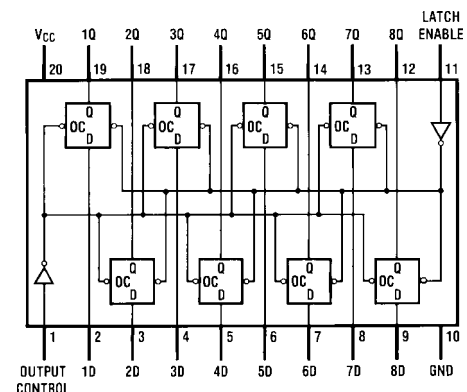 LATCH
VCC 1Q 2Q 3Q 4Q 5Q 6Q 7Q 8Q ENABLE
20 19 18 17 16 15 14 13 12 11
Q Q Q Q
OC OC OC OC
D D D D
Q Q Q Q
OC OC OC OC
D D D D
1 2 3 4 5 6 7 8 9 10
OUTPUT 1D 2D 3D 4D 5D 6D 7D 8D GND
CONTROL